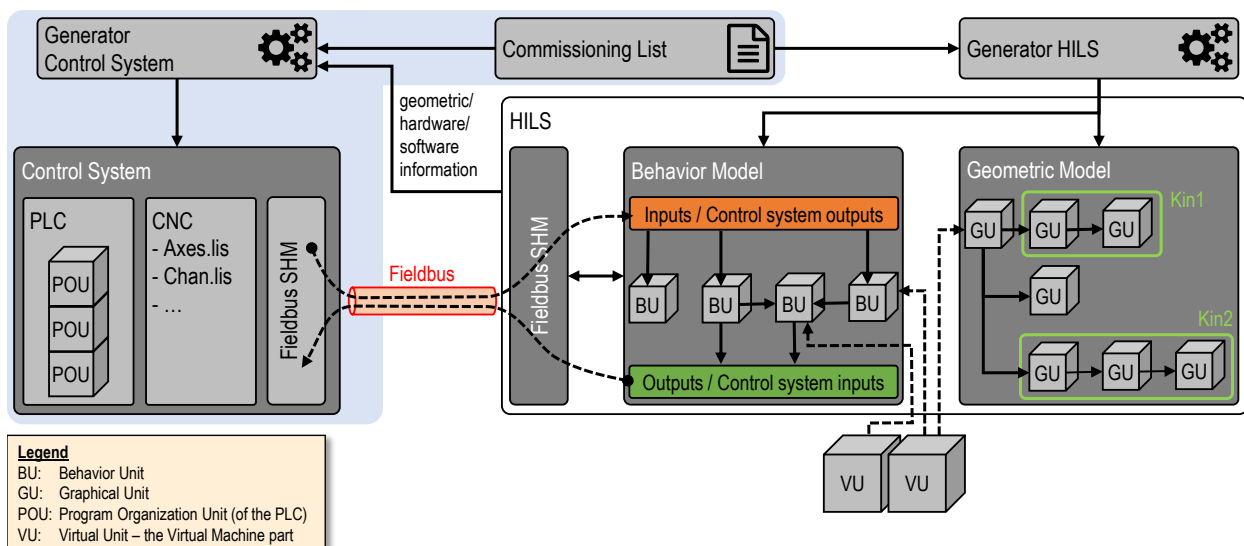 Generator
Control System
Commissioning List
Generator HILS
geometric/
hardware/
software
information
HILS
Control System
PLC
POU
POU
POU
CNC
- Axes.lis
- Chan.lis
- ...
Fieldbus SHM
Fieldbus
Fieldbus SHM
Behavior Model
Inputs / Control system outputs
BU
BU
BU
BU
Outputs / Control system inputs
Geometric Model
Kin1
GU
GU
GU
GU
Kin2
GU
GU
GU
VU
VU
Legend
BU: Behavior Unit
GU: Graphical Unit
POU: Program Organization Unit (of the PLC)
VU: Virtual Unit – the Virtual Machine part